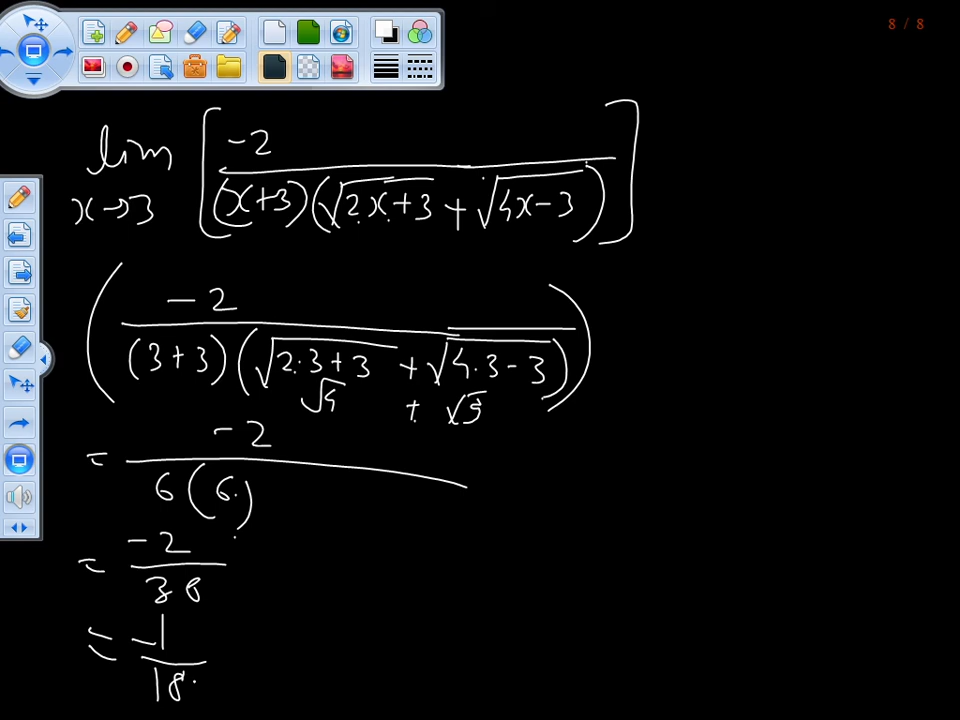 8 / 8
lim x→3 [ -2 / (x+3)(√2x+3 + √4x-3) ]
( -2 / (3+3)(√2·3+3 + √4·3-3) )
√9 + √9
= -2 / 6(6)
= -2 / 36
= -1 / 18